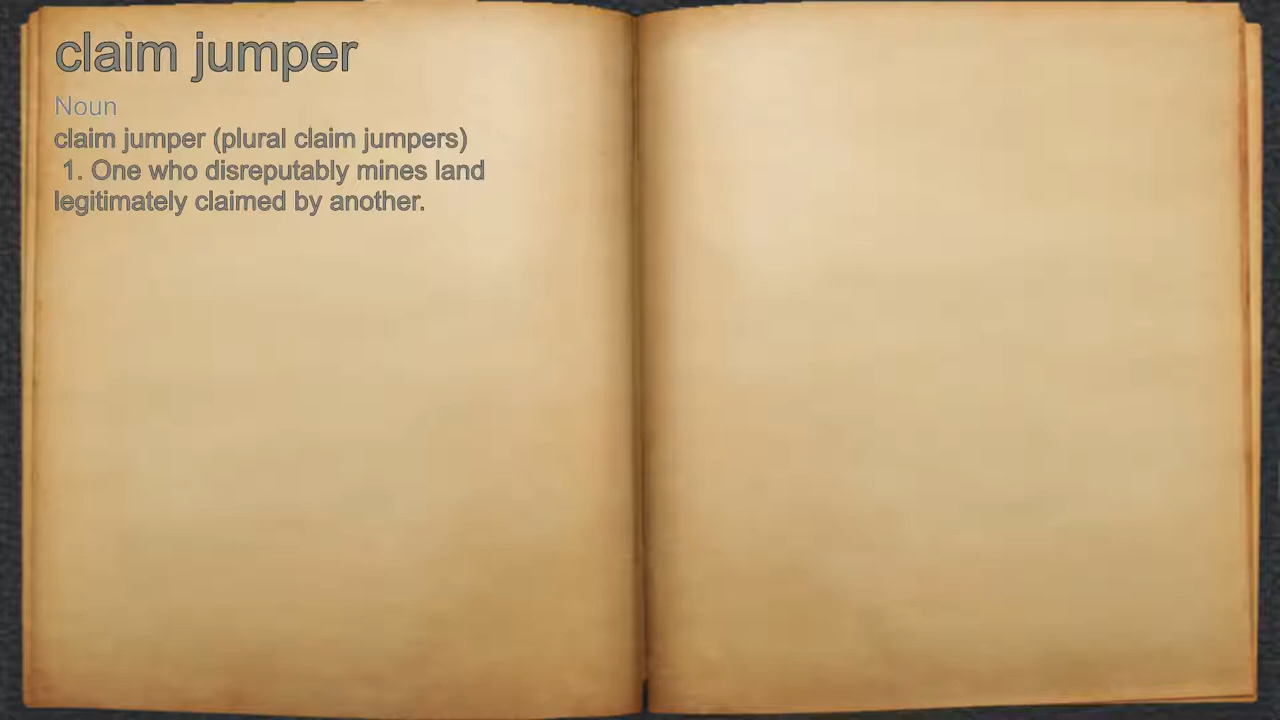 claim jumper
Noun
claim jumper (plural claim jumpers)
1. One who disreputably mines land
legitimately claimed by another.